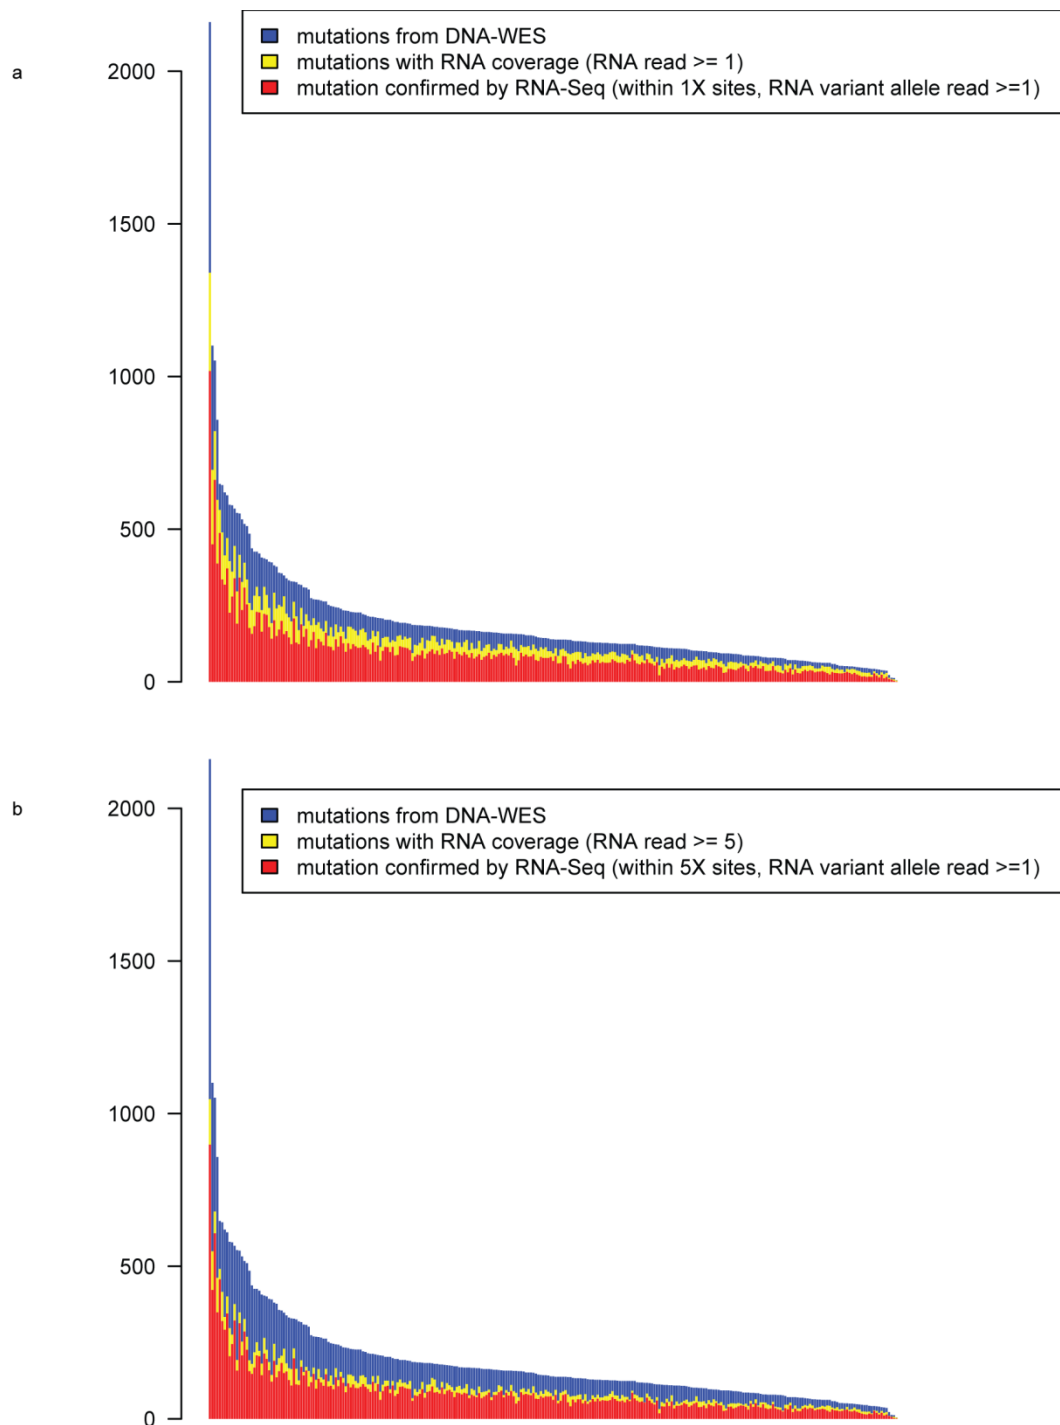 a
mutations from DNA-WES
mutations with RNA coverage (RNA read >= 1)
mutation confirmed by RNA-Seq (within 1X sites, RNA variant allele read >=1)
2000
1500
1000
500
0
b
mutations from DNA-WES
mutations with RNA coverage (RNA read >= 5)
mutation confirmed by RNA-Seq (within 5X sites, RNA variant allele read >=1)
2000
1500
1000
500
0